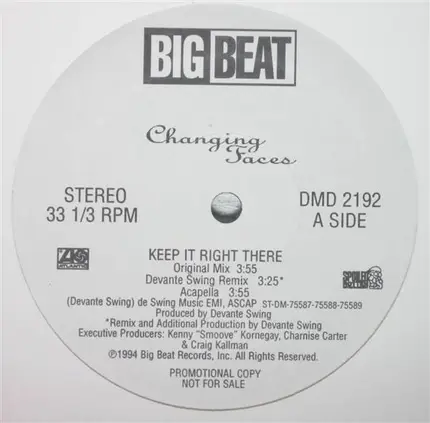 BIG BEAT
Changing
Faces
STEREO
33 1/3 RPM
DMD 2192
A SIDE
ATLANTIC
SPOILED ROTTEN
KEEP IT RIGHT THERE
Original Mix 3:55
Devante Swing Remix 3:25*
Acapella 3:55
(Devante Swing) de Swing Music EMI, ASCAP ST-DM-75587-75588-75589
Produced by Devante Swing
*Remix and Additional Production by Devante Swing
Executive Producers: Kenny "Smoove" Kornegay, Charnise Carter
& Craig Kallman
℗1994 Big Beat Records, Inc. All Rights Reserved.
PROMOTIONAL COPY
NOT FOR SALE